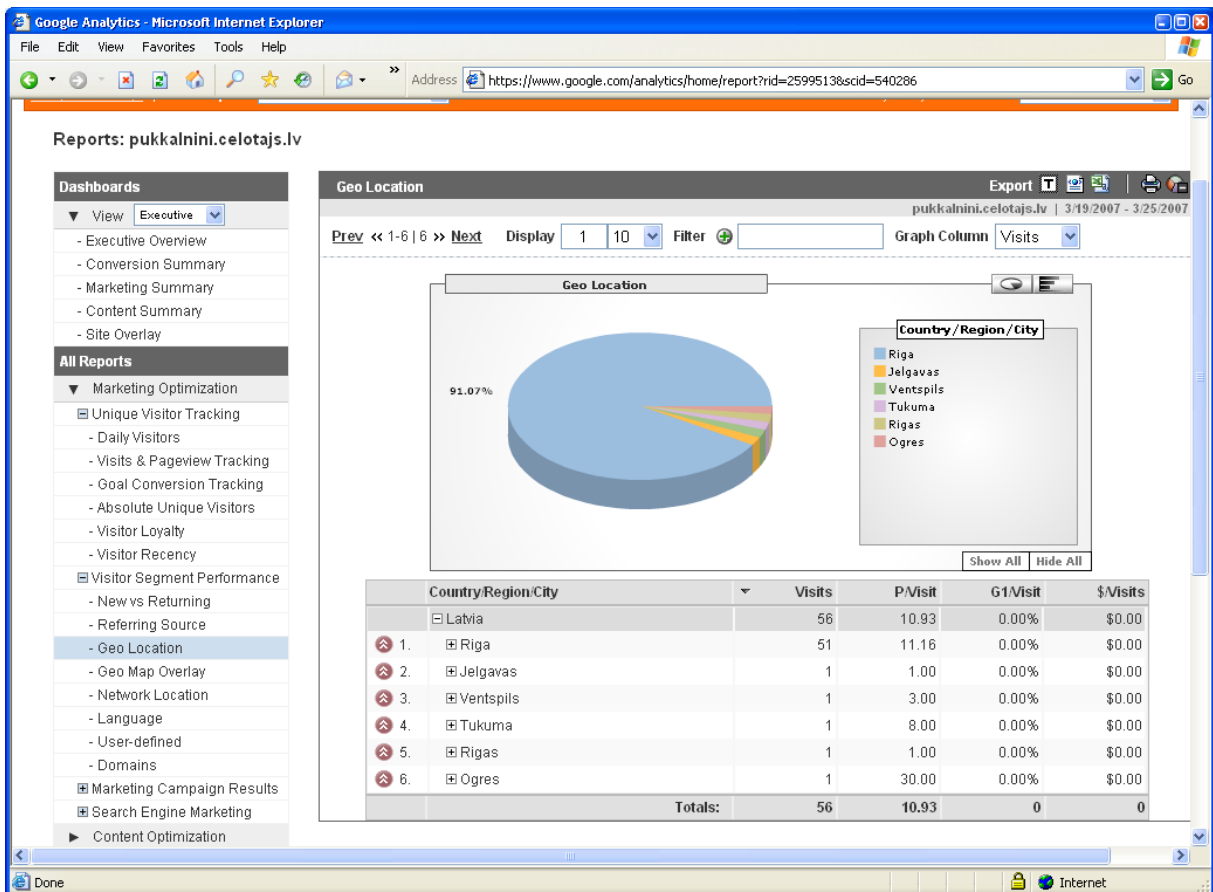 Google Analytics - Microsoft Internet Explorer
File Edit View Favorites Tools Help
» Address https://www.google.com/analytics/home/report?rid=2599513&scid=540286 Go
Reports: pukkalnini.celotajs.lv
Dashboards
▼ View Executive
- Executive Overview
- Conversion Summary
- Marketing Summary
- Content Summary
- Site Overlay
All Reports
▼ Marketing Optimization
Unique Visitor Tracking
- Daily Visitors
- Visits & Pageview Tracking
- Goal Conversion Tracking
- Absolute Unique Visitors
- Visitor Loyalty
- Visitor Recency
Visitor Segment Performance
- New vs Returning
- Referring Source
- Geo Location
- Geo Map Overlay
- Network Location
- Language
- User-defined
- Domains
Marketing Campaign Results
Search Engine Marketing
► Content Optimization
Geo Location Export T
pukkalnini.celotajs.lv | 3/19/2007 - 3/25/2007
Prev « 1-6 | 6 » Next Display 1 10 Filter Graph Column Visits
Geo Location
91.07%
Country/Region/City
Riga
Jelgavas
Ventspils
Tukuma
Rigas
Ogres
Show All Hide All
Country/Region/City Visits P/Visit G1/Visit $/Visits
Latvia 56 10.93 0.00% $0.00
1. Riga 51 11.16 0.00% $0.00
2. Jelgavas 1 1.00 0.00% $0.00
3. Ventspils 1 3.00 0.00% $0.00
4. Tukuma 1 8.00 0.00% $0.00
5. Rigas 1 1.00 0.00% $0.00
6. Ogres 1 30.00 0.00% $0.00
Totals: 56 10.93 0 0
Done Internet